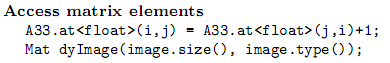 Access matrix elements
A33.at<float>(i,j) = A33.at<float>(j,i)+1;
Mat dyImage(image.size(), image.type());